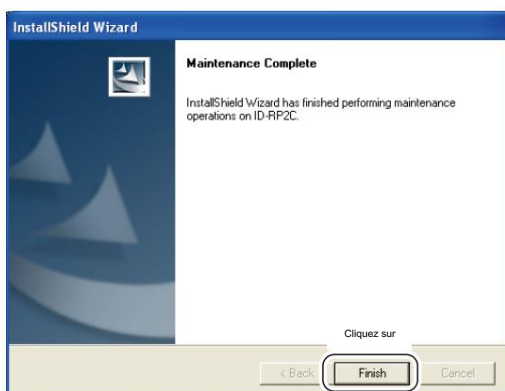 InstallShield Wizard
Maintenance Complete
InstallShield Wizard has finished performing maintenance
operations on ID-RP2C.
Cliquez sur
< Back
Finish
Cancel